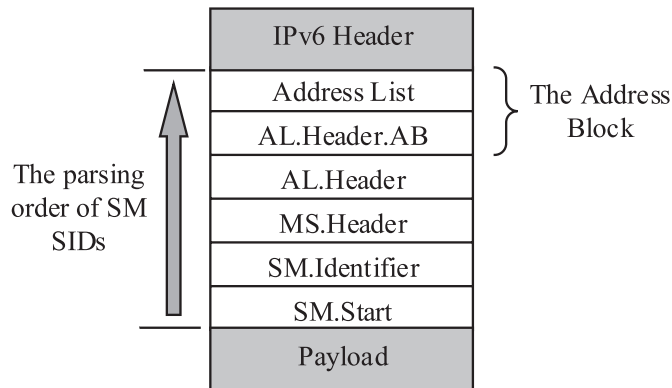 IPv6 Header
Address List
AL.Header.AB
AL.Header
MS.Header
SM.Identifier
SM.Start
Payload
The parsing
order of SM
SIDs
The Address
Block